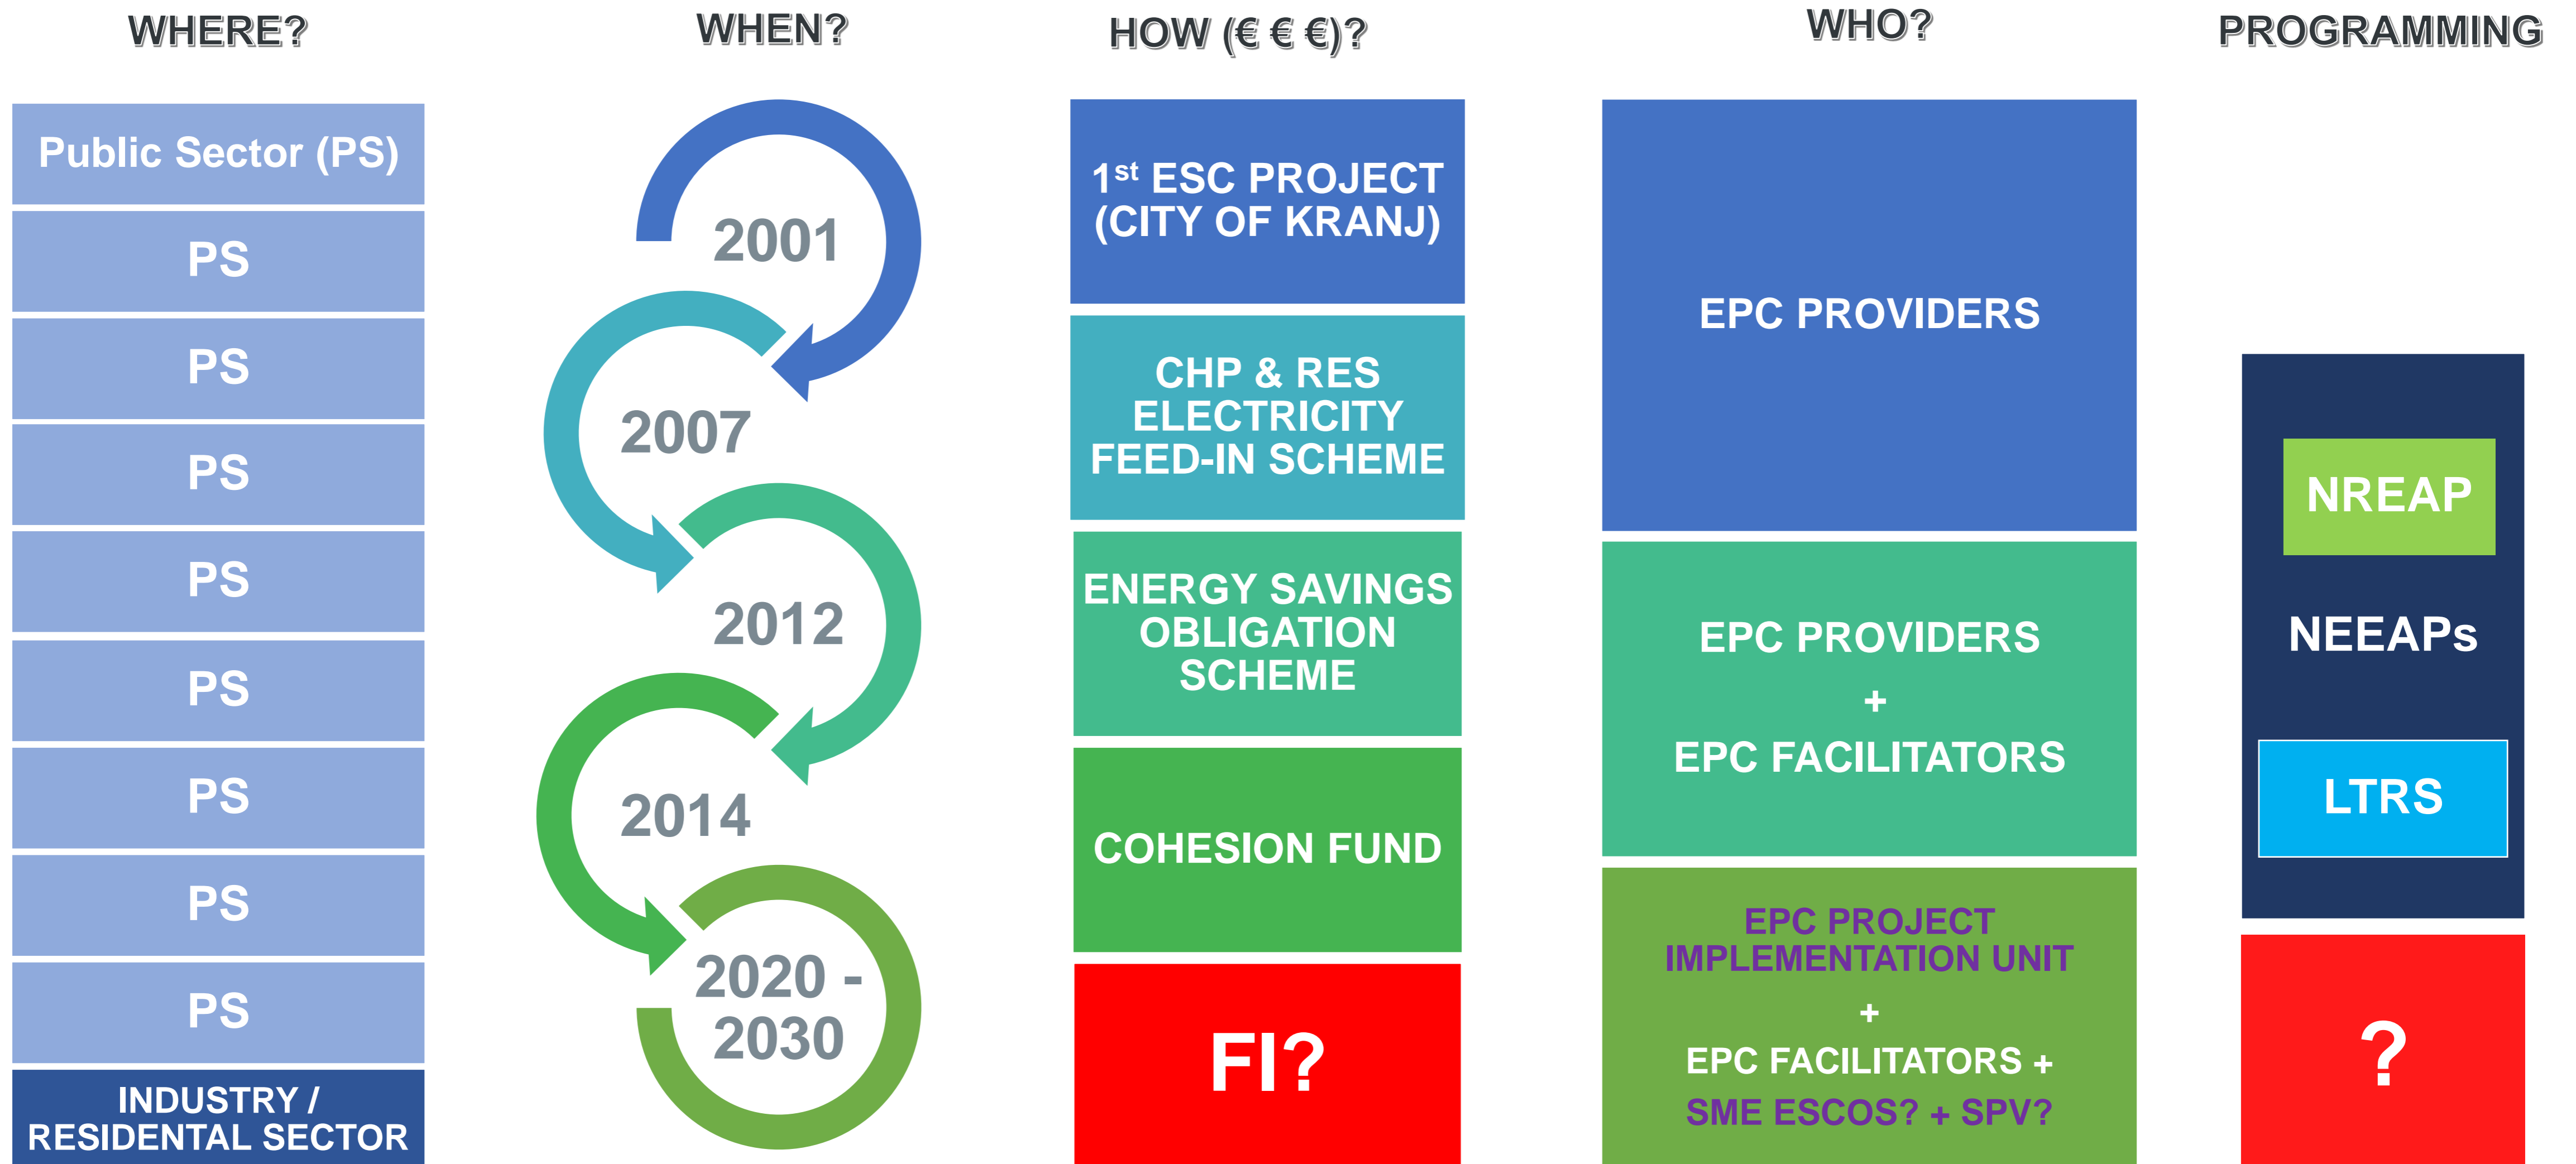 WHERE?
WHEN?
HOW (€ € €)?
WHO?
PROGRAMMING
Public Sector (PS)
PS
PS
PS
PS
PS
PS
PS
PS
INDUSTRY /
RESIDENTAL SECTOR
2001
2007
2012
2014
2020 -
2030
1st ESC PROJECT
(CITY OF KRANJ)
CHP & RES
ELECTRICITY
FEED-IN SCHEME
ENERGY SAVINGS
OBLIGATION
SCHEME
COHESION FUND
FI?
EPC PROVIDERS
EPC PROVIDERS
+
EPC FACILITATORS
EPC PROJECT
IMPLEMENTATION UNIT
+
EPC FACILITATORS +
SME ESCOS? + SPV?
NREAP
NEEAPs
LTRS
?